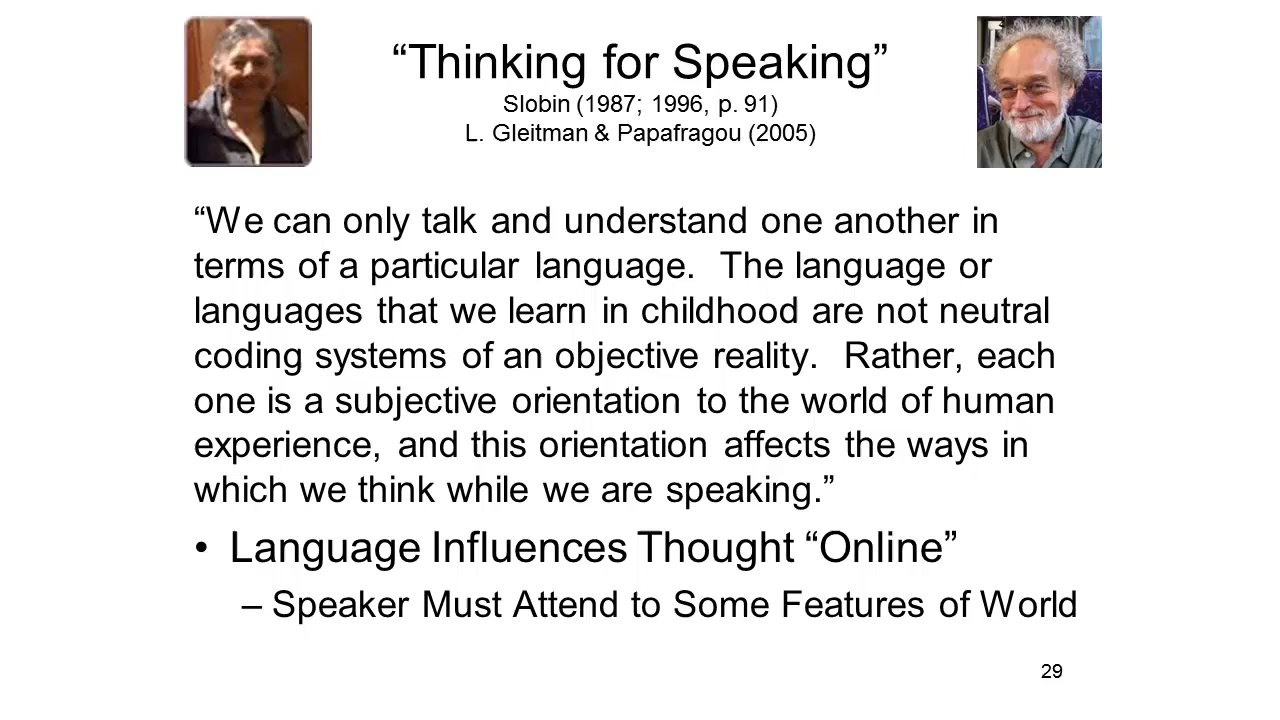 “Thinking for Speaking”
Slobin (1987; 1996, p. 91)
L. Gleitman & Papafragou (2005)
“We can only talk and understand one another in
terms of a particular language.  The language or
languages that we learn in childhood are not neutral
coding systems of an objective reality.  Rather, each
one is a subjective orientation to the world of human
experience, and this orientation affects the ways in
which we think while we are speaking.”
• Language Influences Thought “Online”
– Speaker Must Attend to Some Features of World
29